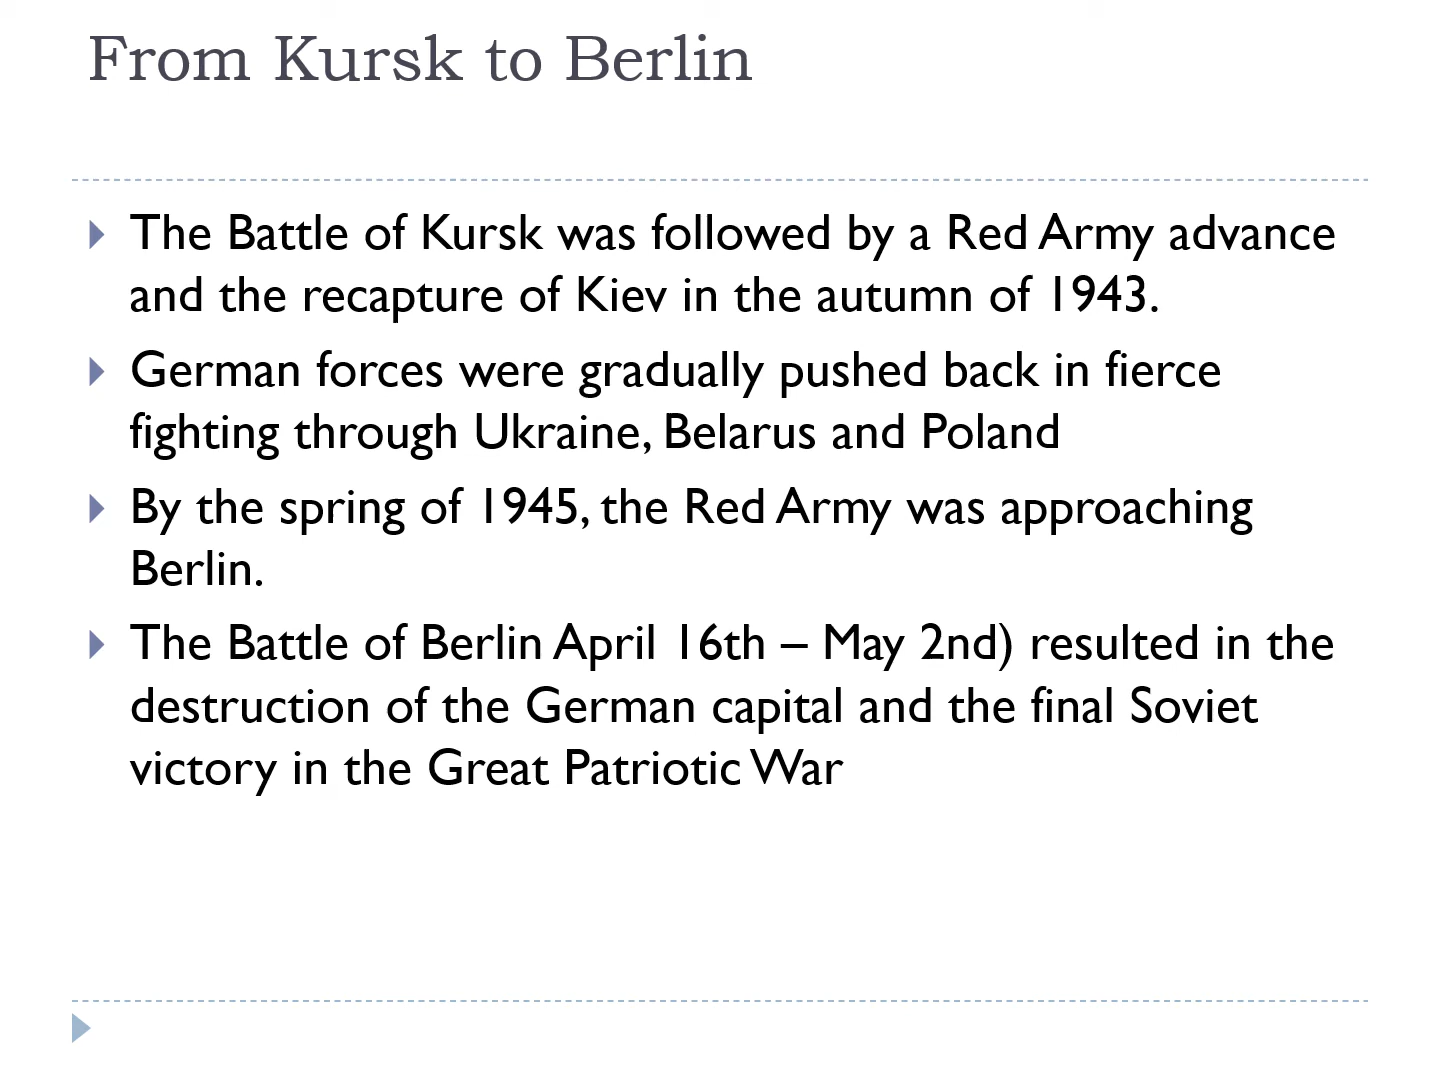 From Kursk to Berlin
The Battle of Kursk was followed by a Red Army advance
and the recapture of Kiev in the autumn of 1943.
German forces were gradually pushed back in fierce
fighting through Ukraine, Belarus and Poland
By the spring of 1945, the Red Army was approaching
Berlin.
The Battle of Berlin April 16th – May 2nd) resulted in the
destruction of the German capital and the final Soviet
victory in the Great Patriotic War